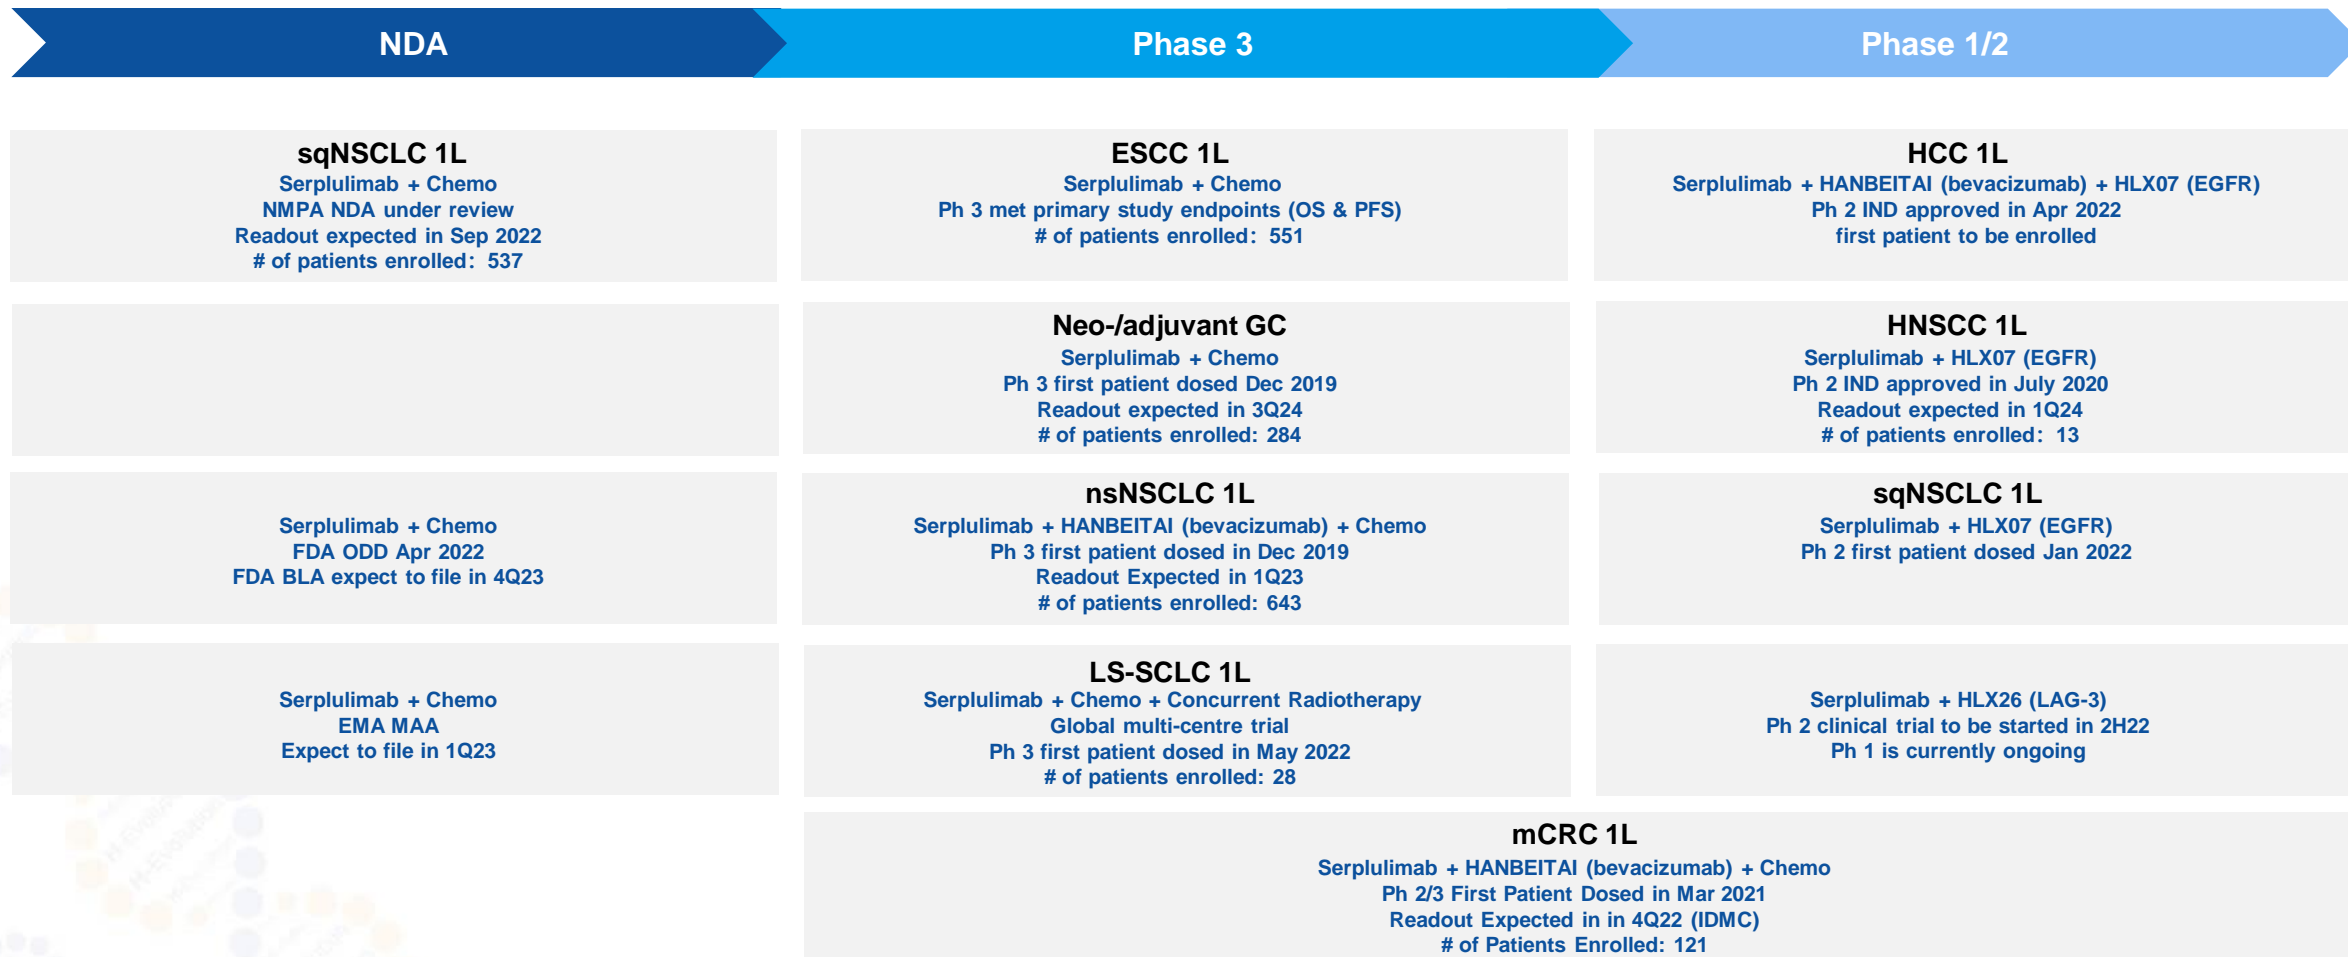 NDA
Phase 3
Phase 1/2
sqNSCLC 1L
Serplulimab + Chemo
NMPA NDA under review
Readout expected in Sep 2022
# of patients enrolled: 537
ESCC 1L
Serplulimab + Chemo
Ph 3 met primary study endpoints (OS & PFS)
# of patients enrolled: 551
HCC 1L
Serplulimab + HANBEITAI (bevacizumab) + HLX07 (EGFR)
Ph 2 IND approved in Apr 2022
first patient to be enrolled
Neo-/adjuvant GC
Serplulimab + Chemo
Ph 3 first patient dosed Dec 2019
Readout expected in 3Q24
# of patients enrolled: 284
HNSCC 1L
Serplulimab + HLX07 (EGFR)
Ph 2 IND approved in July 2020
Readout expected in 1Q24
# of patients enrolled: 13
Serplulimab + Chemo
FDA ODD Apr 2022
FDA BLA expect to file in 4Q23
nsNSCLC 1L
Serplulimab + HANBEITAI (bevacizumab) + Chemo
Ph 3 first patient dosed in Dec 2019
Readout Expected in 1Q23
# of patients enrolled: 643
sqNSCLC 1L
Serplulimab + HLX07 (EGFR)
Ph 2 first patient dosed Jan 2022
Serplulimab + Chemo
EMA MAA
Expect to file in 1Q23
LS-SCLC 1L
Serplulimab + Chemo + Concurrent Radiotherapy
Global multi-centre trial
Ph 3 first patient dosed in May 2022
# of patients enrolled: 28
Serplulimab + HLX26 (LAG-3)
Ph 2 clinical trial to be started in 2H22
Ph 1 is currently ongoing
mCRC 1L
Serplulimab + HANBEITAI (bevacizumab) + Chemo
Ph 2/3 First Patient Dosed in Mar 2021
Readout Expected in in 4Q22 (IDMC)
# of Patients Enrolled: 121